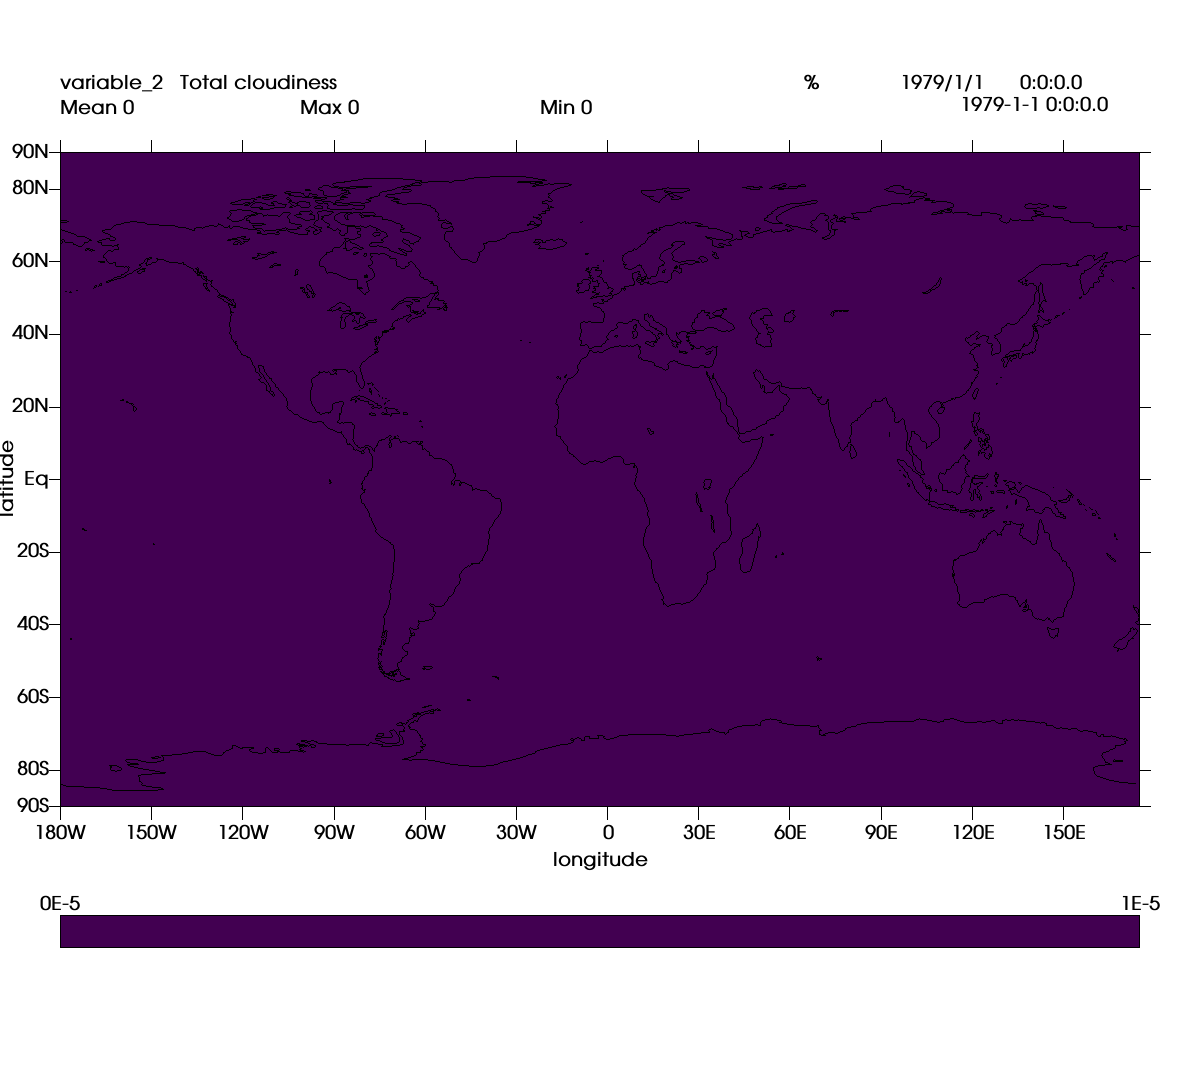 variable_2 Total cloudiness % 1979/1/1 0:0:0.0
Mean 0 Max 0 Min 0 1979-1-1 0:0:0.0
90N
80N
60N
40N
20N
Eq
20S
40S
60S
80S
90S
latitude
180W 150W 120W 90W 60W 30W 0 30E 60E 90E 120E 150E
longitude
0E-5 1E-5